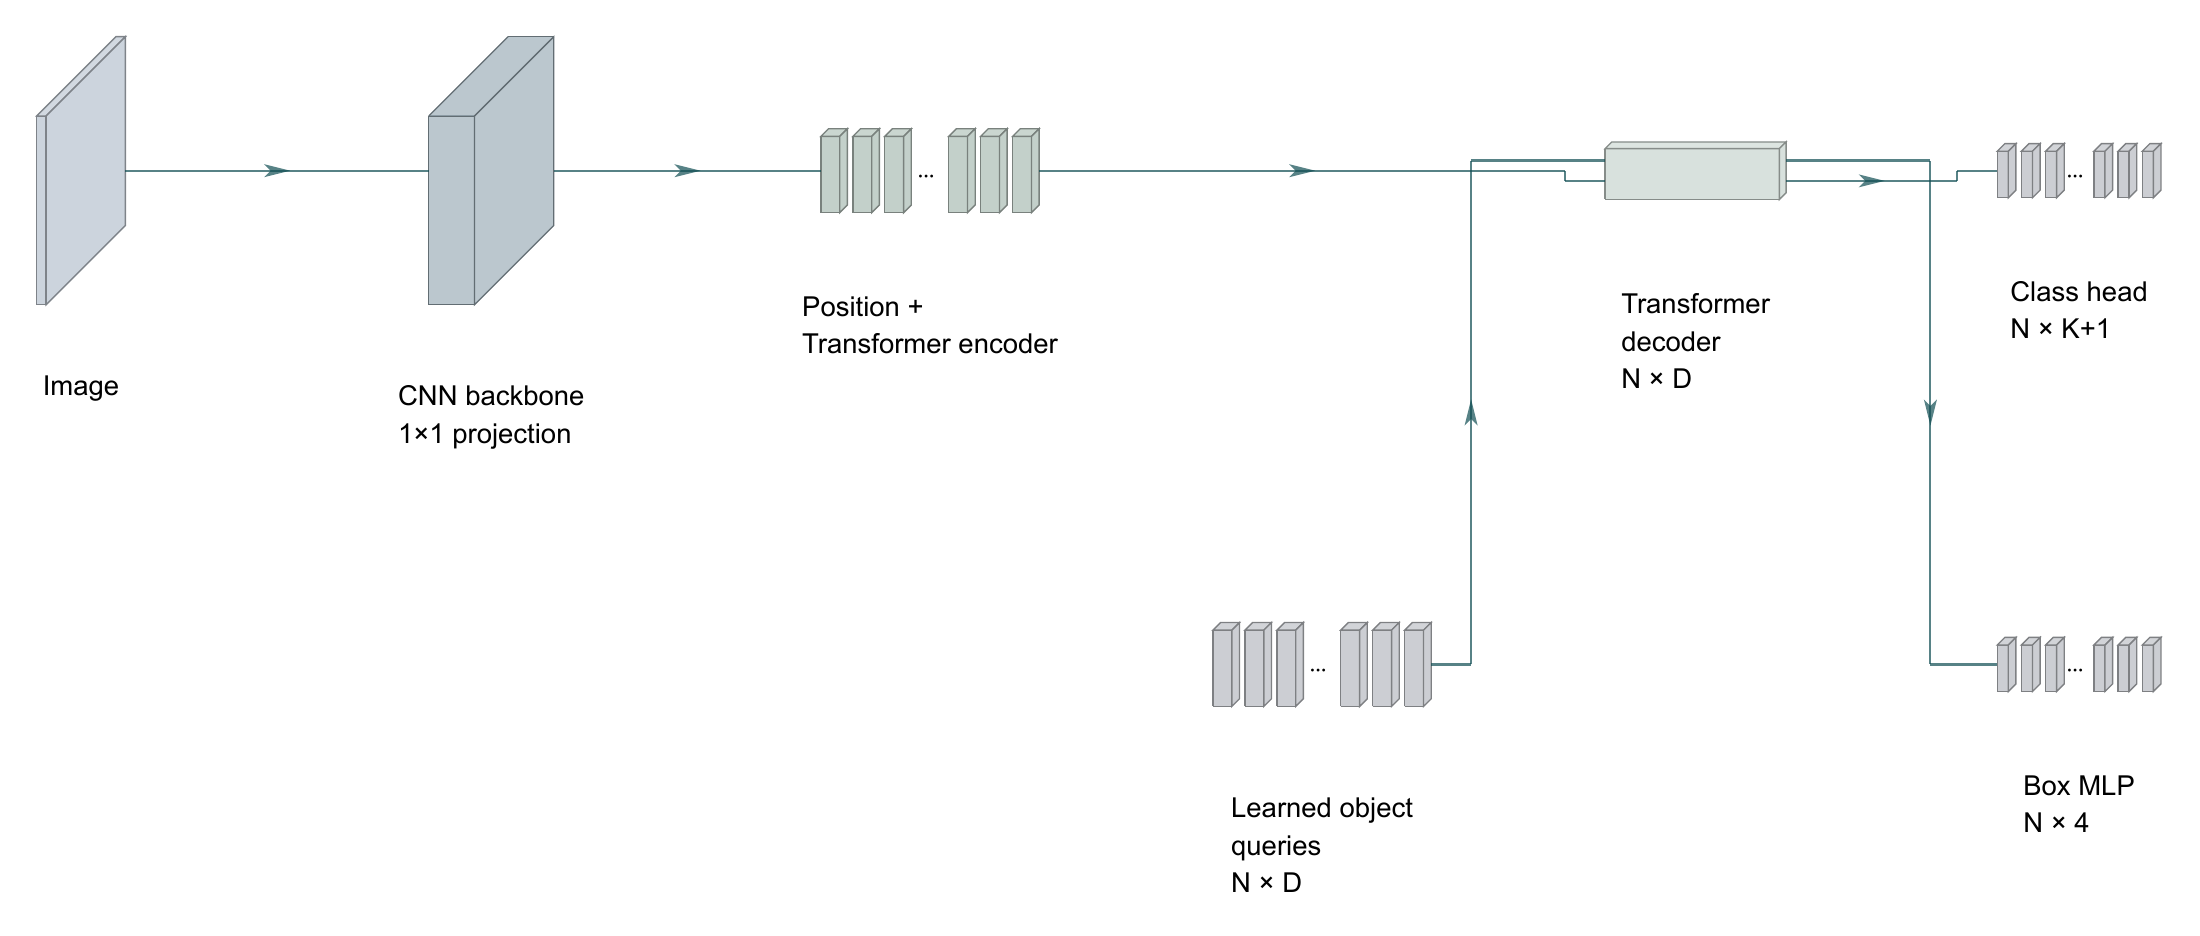 Image
CNN backbone
1×1 projection
Position +
Transformer encoder
...
Learned object
queries
N × D
...
Transformer
decoder
N × D
Class head
N × K+1
...
Box MLP
N × 4
...